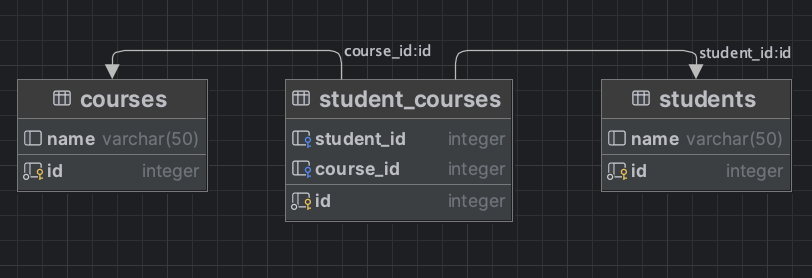 course_id:id
student_id:id
courses
name varchar(50)
id integer
student_courses
student_id integer
course_id integer
id integer
students
name varchar(50)
id integer